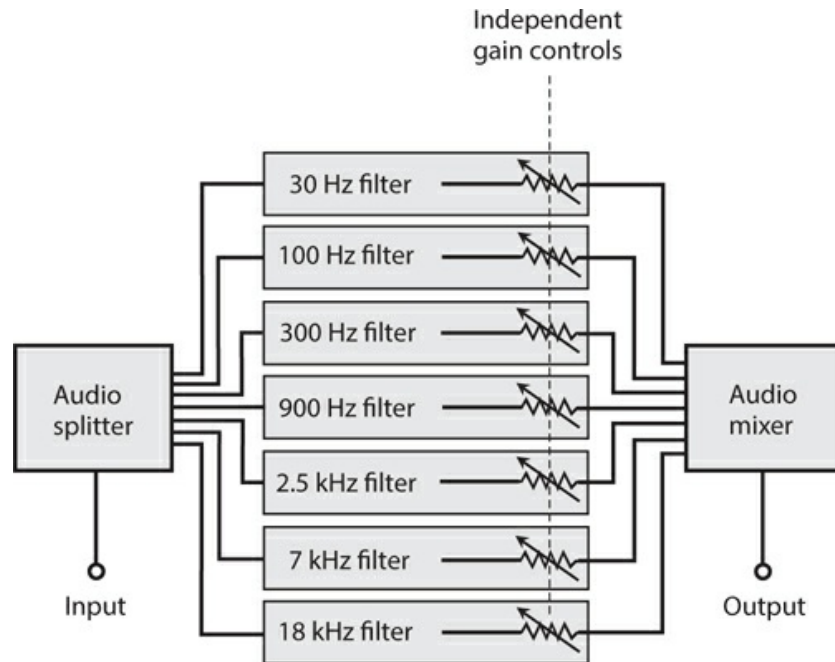 Independent
gain controls
30 Hz filter
100 Hz filter
300 Hz filter
900 Hz filter
2.5 kHz filter
7 kHz filter
18 kHz filter
Audio
splitter
Audio
mixer
Input
Output